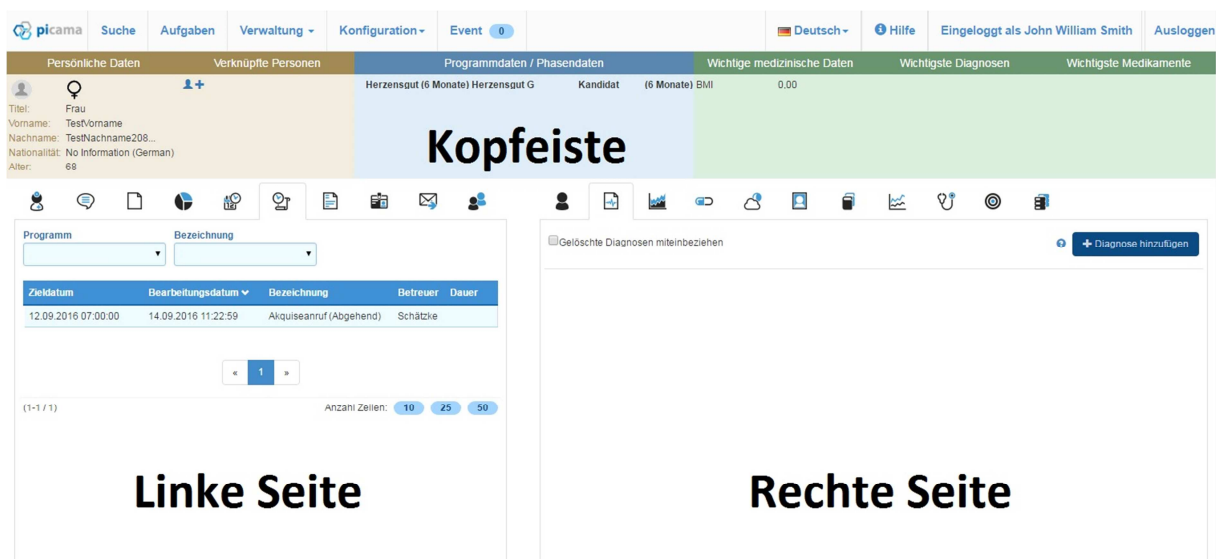 picama Suche Aufgaben Verwaltung Konfiguration Event 0 Deutsch Hilfe Eingeloggt als John William Smith Ausloggen
Persönliche Daten Verknüpfte Personen Programmdaten / Phasendaten Wichtige medizinische Daten Wichtigste Diagnosen Wichtigste Medikamente
Herzensgut (6 Monate) Herzensgut G Kandidat (6 Monate) BMI 0,00
Titel: Frau
Vorname: TestVorname
Nachname: TestNachname208...
Nationalität: No Information (German)
Alter: 68
Kopfeiste
Programm Bezeichnung
Gelöschte Diagnosen miteinbeziehen + Diagnose hinzufügen
Zieldatum Bearbeitungsdatum Bezeichnung Betreuer Dauer
12.09.2016 07:00:00 14.09.2016 11:22:59 Akquiseanruf (Abgehend) Schätzke
« 1 »
(1-1 / 1) Anzahl Zeilen: 10 25 50
Linke Seite
Rechte Seite